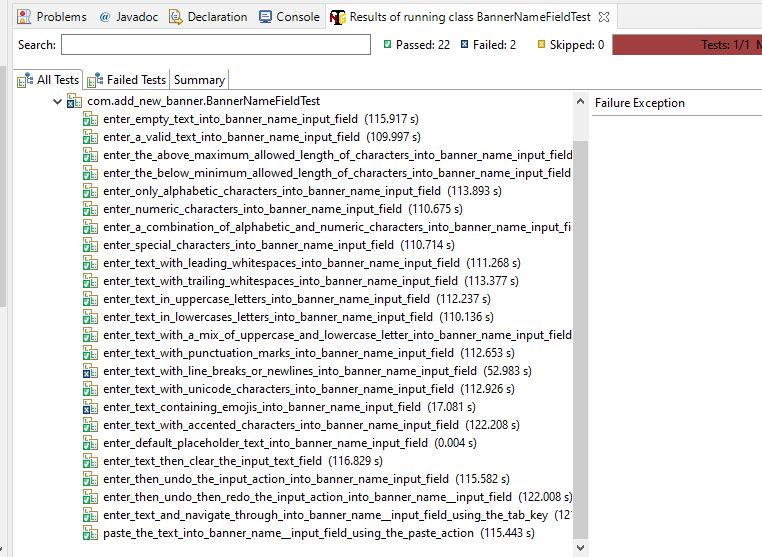 Problems @ Javadoc Declaration Console Results of running class BannerNameFieldTest
Search: Passed: 22 Failed: 2 Skipped: 0 Tests: 1/1
All Tests Failed Tests Summary
com.add_new_banner.BannerNameFieldTest
Failure Exception
enter_empty_text_into_banner_name_input_field (115.917 s)
enter_a_valid_text_into_banner_name_input_field (109.997 s)
enter_the_above_maximum_allowed_length_of_characters_into_banner_name_input_field
enter_the_below_minimum_allowed_length_of_characters_into_banner_name_input_field
enter_only_alphabetic_characters_into_banner_name_input_field (113.893 s)
enter_numeric_characters_into_banner_name_input_field (110.675 s)
enter_a_combination_of_alphabetic_and_numeric_characters_into_banner_name_input_fi
enter_special_characters_into_banner_name_input_field (110.714 s)
enter_text_with_leading_whitespaces_into_banner_name_input_field (111.268 s)
enter_text_with_trailing_whitespaces_into_banner_name_input_field (113.377 s)
enter_text_in_uppercase_letters_into_banner_name_input_field (112.237 s)
enter_text_in_lowercases_letters_into_banner_name_input_field (110.136 s)
enter_text_with_a_mix_of_uppercase_and_lowercase_letter_into_banner_name_input_field
enter_text_with_punctuation_marks_into_banner_name_input_field (112.653 s)
enter_text_with_line_breaks_or_newlines_into_banner_name_input_field (52.983 s)
enter_text_with_unicode_characters_into_banner_name_input_field (112.926 s)
enter_text_containing_emojis_into_banner_name_input_field (17.081 s)
enter_text_with_accented_characters_into_banner_name_input_field (122.208 s)
enter_default_placeholder_text_into_banner_name_input_field (0.004 s)
enter_text_then_clear_the_input_text_field (116.829 s)
enter_then_undo_the_input_action_into_banner_name_input_field (115.582 s)
enter_then_undo_then_redo_the_input_action_into_banner_name__input_field (122.008 s)
enter_text_and_navigate_through_into_banner_name__input_field_using_the_tab_key (12
paste_the_text_into_banner_name__input_field_using_the_paste_action (115.443 s)